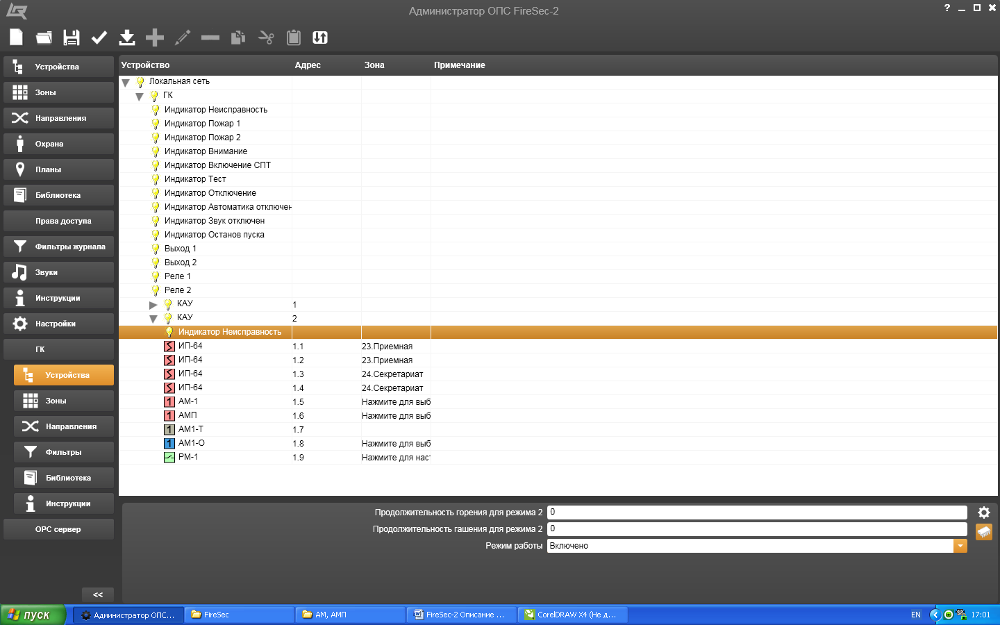 Администратор ОПС FireSec-2
?
Устройства
Зоны
Направления
Охрана
Планы
Библиотека
Права доступа
Фильтры журнала
Звуки
Инструкции
Настройки
ГК
Устройства
Зоны
Направления
Фильтры
Библиотека
Инструкции
OPC сервер
<<
Устройство Адрес Зона Примечание
Локальная сеть
ГК
Индикатор Неисправность
Индикатор Пожар 1
Индикатор Пожар 2
Индикатор Внимание
Индикатор Включение СПТ
Индикатор Тест
Индикатор Отключение
Индикатор Автоматика отключен
Индикатор Звук отключен
Индикатор Останов пуска
Выход 1
Выход 2
Реле 1
Реле 2
КАУ 1
КАУ 2
Индикатор Неисправность
ИП-64 1.1 23.Приемная
ИП-64 1.2 23.Приемная
ИП-64 1.3 24.Секретариат
ИП-64 1.4 24.Секретариат
1 АМ-1 1.5 Нажмите для выб
1 АМП 1.6 Нажмите для выб
1 АМ1-Т 1.7
1 АМ1-О 1.8 Нажмите для выб
РМ-1 1.9 Нажмите для наст
Продолжительность горения для режима 2 0
Продолжительность гашения для режима 2 0
Режим работы Включено
пуск Администратор ОПС... FireSec АМ, АМП FireSec-2 Описание ... CorelDRAW X4 (Не д... EN 17:01